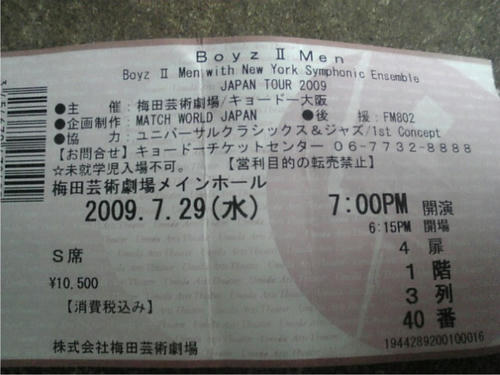 Boyz Ⅱ Men
Boyz Ⅱ Men with New York Symphonic Ensemble
JAPAN TOUR 2009
●主　催：梅田芸術劇場/キョードー大阪
●企画制作：MATCH WORLD JAPAN　●後　援：FM802
●協　力：ユニバーサルクラシックス＆ジャズ/1st Concept
【お問合せ】キョードーチケットセンター 06-7732-8888
☆未就学児入場不可。　【営利目的の転売禁止】
梅田芸術劇場メインホール
2009.7.29(水)　7:00PM 開演
6:15PM 開場
4 扉
S席　1 階
¥10,500　3 列
【消費税込み】　40 番
株式会社梅田芸術劇場　1944289200100016